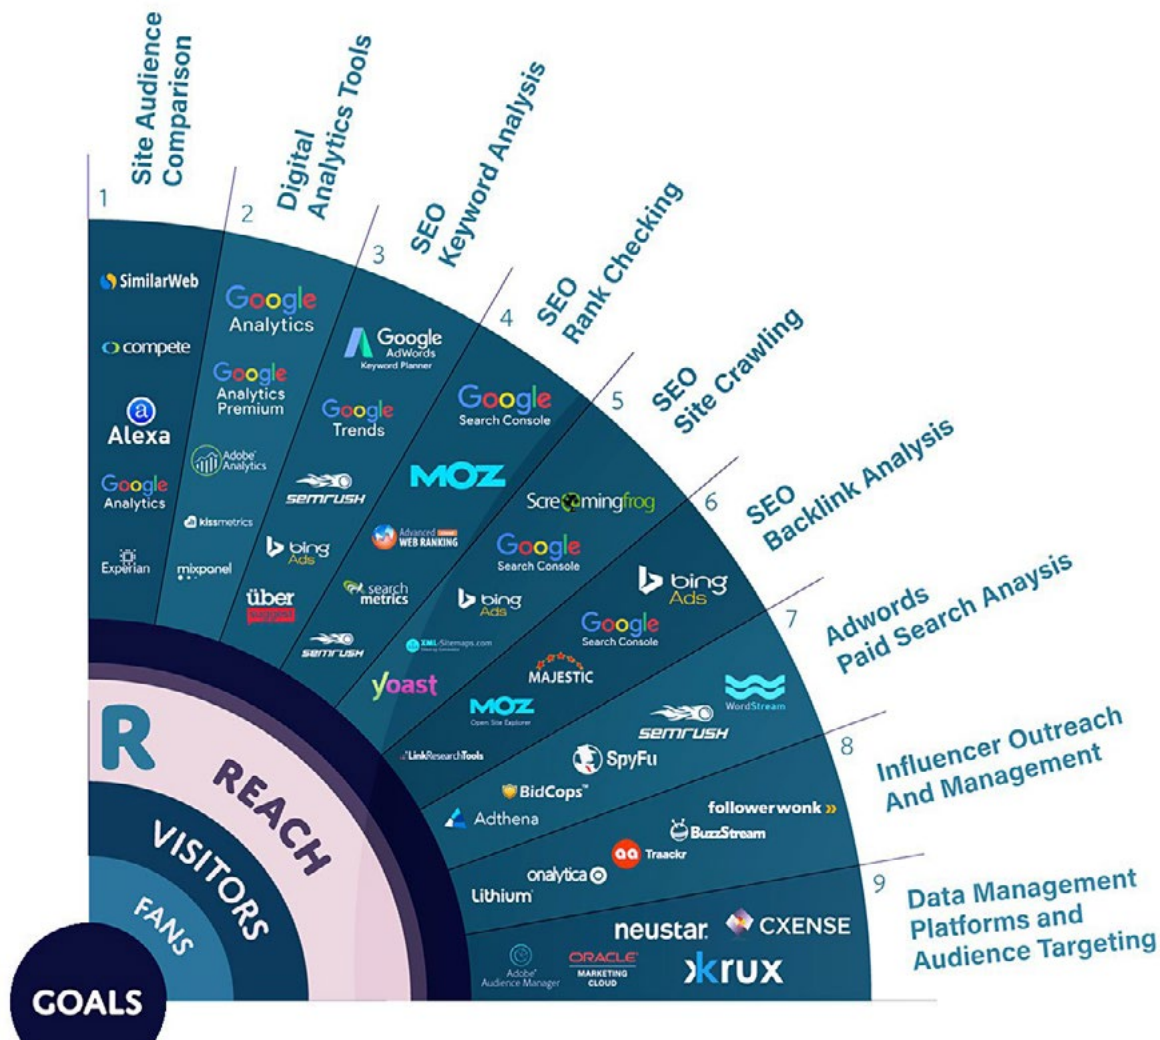 1
Site Audience
Comparison
SimilarWeb
compete
a
Alexa
Google
Analytics
Experian
2
Digital
Analytics Tools
Google
Analytics
Google
Analytics
Premium
Adobe
Analytics
kissmetrics
mixpanel
3
SEO
Keyword Analysis
Google
AdWords
Keyword Planner
Google
Trends
SEMRUSH
bing
Ads
über
suggest
4
SEO
Rank Checking
Google
Search Console
MOZ
Advanced
WEB RANKING
search
metrics
SEMRUSH
5
SEO
Site Crawling
Screamingfrog
Google
Search Console
bing
Ads
XML-Sitemaps.com
yoast
6
SEO
Backlink Analysis
bing
Ads
Google
Search Console
MAJESTIC
MOZ
Open Site Explorer
LinkResearchTools
7
Adwords
Paid Search Anaysis
WordStream
SEMRUSH
SpyFu
BidCops™
Adthena
8
Influencer Outreach
And Management
followerwonk »
BuzzStream
Traackr
onalytica
Lithium
9
Data Management
Platforms and
Audience Targeting
neustar.
CXENSE
Adobe
Audience Manager
ORACLE
MARKETING
CLOUD
krux
R
REACH
VISITORS
FANS
GOALS